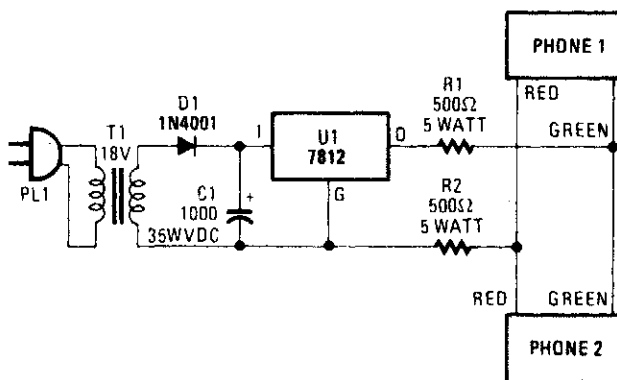 PHONE 1
RED
GREEN
R1
500Ω
5 WATT
D1
1N4001
T1
18V
I
U1
7812
O
PL1
C1
1000
35WVDC
+
G
R2
500Ω
5 WATT
RED
GREEN
PHONE 2